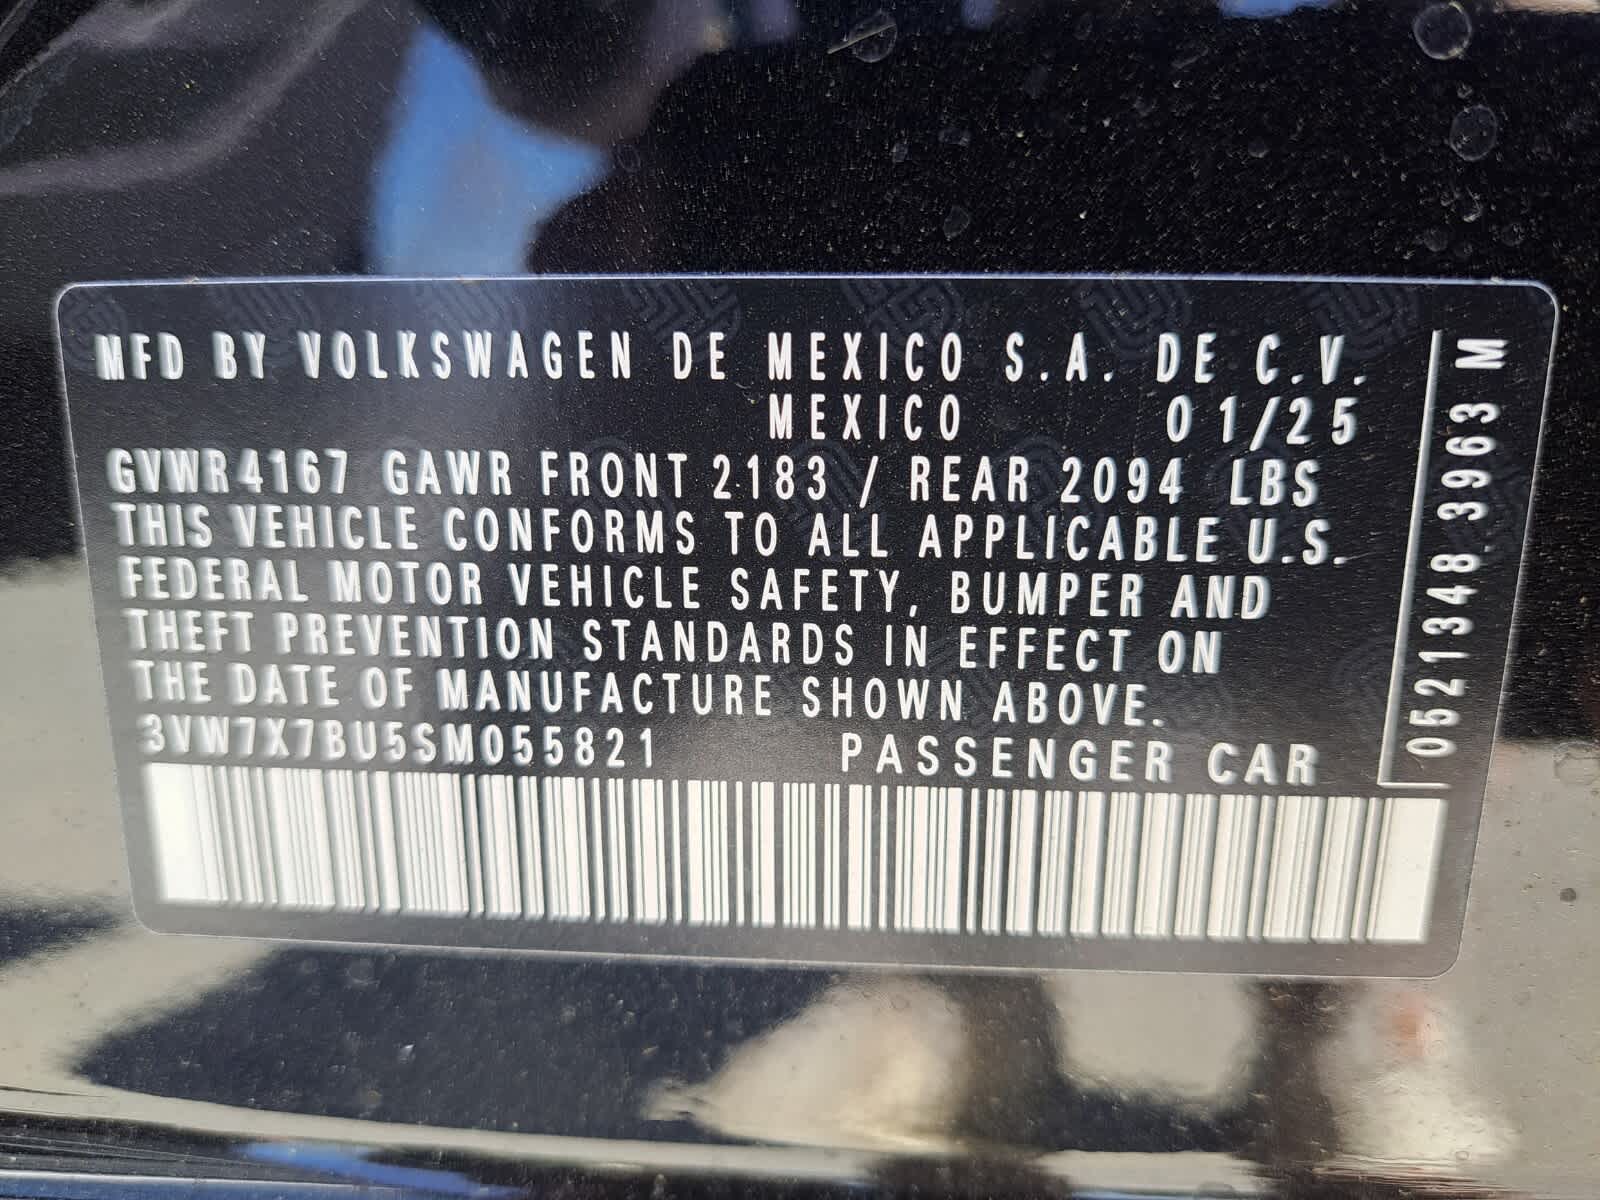 MFD BY VOLKSWAGEN DE MEXICO S.A. DE C.V.
MEXICO 01/25
GVWR 4167 GAWR FRONT 2183 / REAR 2094 LBS
THIS VEHICLE CONFORMS TO ALL APPLICABLE U.S.
FEDERAL MOTOR VEHICLE SAFETY, BUMPER AND
THEFT PREVENTION STANDARDS IN EFFECT ON
THE DATE OF MANUFACTURE SHOWN ABOVE.
3VW7X7BU5SM055821 PASSENGER CAR
0521348 3963 M